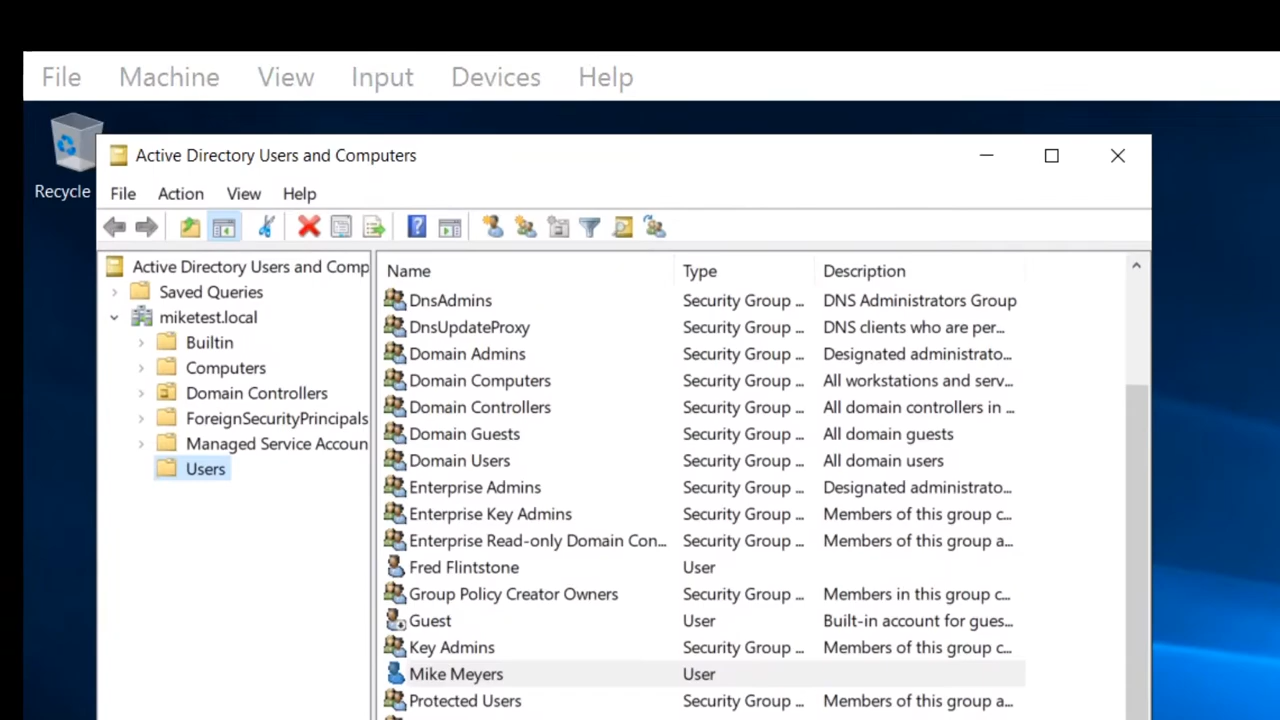 File Machine View Input Devices Help
Recycle
Active Directory Users and Computers
File Action View Help
Active Directory Users and Comp
Saved Queries
miketest.local
Builtin
Computers
Domain Controllers
ForeignSecurityPrincipals
Managed Service Accoun
Users
Name Type Description
DnsAdmins Security Group ... DNS Administrators Group
DnsUpdateProxy Security Group ... DNS clients who are per...
Domain Admins Security Group ... Designated administrato...
Domain Computers Security Group ... All workstations and serv...
Domain Controllers Security Group ... All domain controllers in ...
Domain Guests Security Group ... All domain guests
Domain Users Security Group ... All domain users
Enterprise Admins Security Group ... Designated administrato...
Enterprise Key Admins Security Group ... Members of this group c...
Enterprise Read-only Domain Con... Security Group ... Members of this group a...
Fred Flintstone User
Group Policy Creator Owners Security Group ... Members in this group c...
Guest User Built-in account for gues...
Key Admins Security Group ... Members of this group c...
Mike Meyers User
Protected Users Security Group ... Members of this group a...